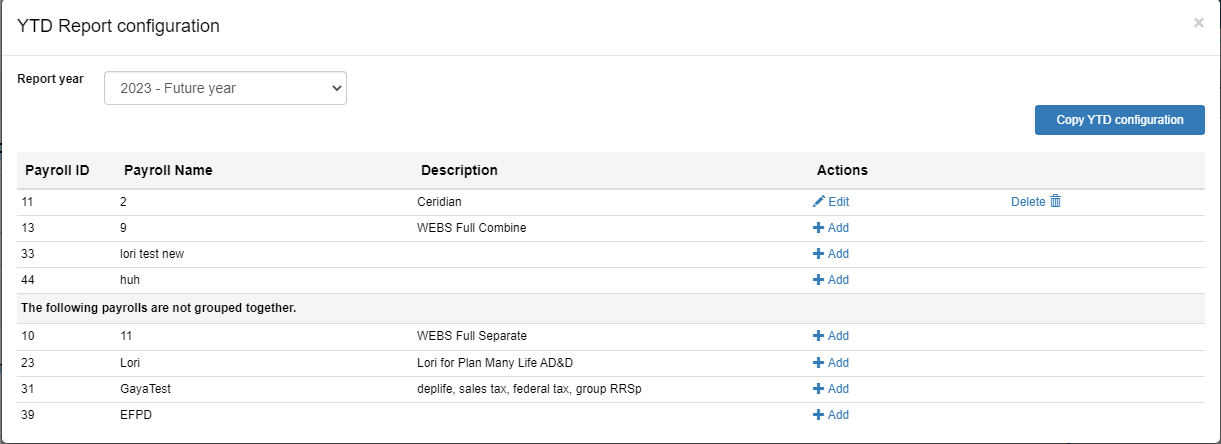 YTD Report configuration ×
Report year 2023 - Future year
Copy YTD configuration
Payroll ID Payroll Name Description Actions
11 2 Ceridian Edit Delete
13 9 WEBS Full Combine Add
33 lori test new Add
44 huh Add
The following payrolls are not grouped together.
10 11 WEBS Full Separate Add
23 Lori Lori for Plan Many Life AD&D Add
31 GayaTest deplife, sales tax, federal tax, group RRSp Add
39 EFPD Add